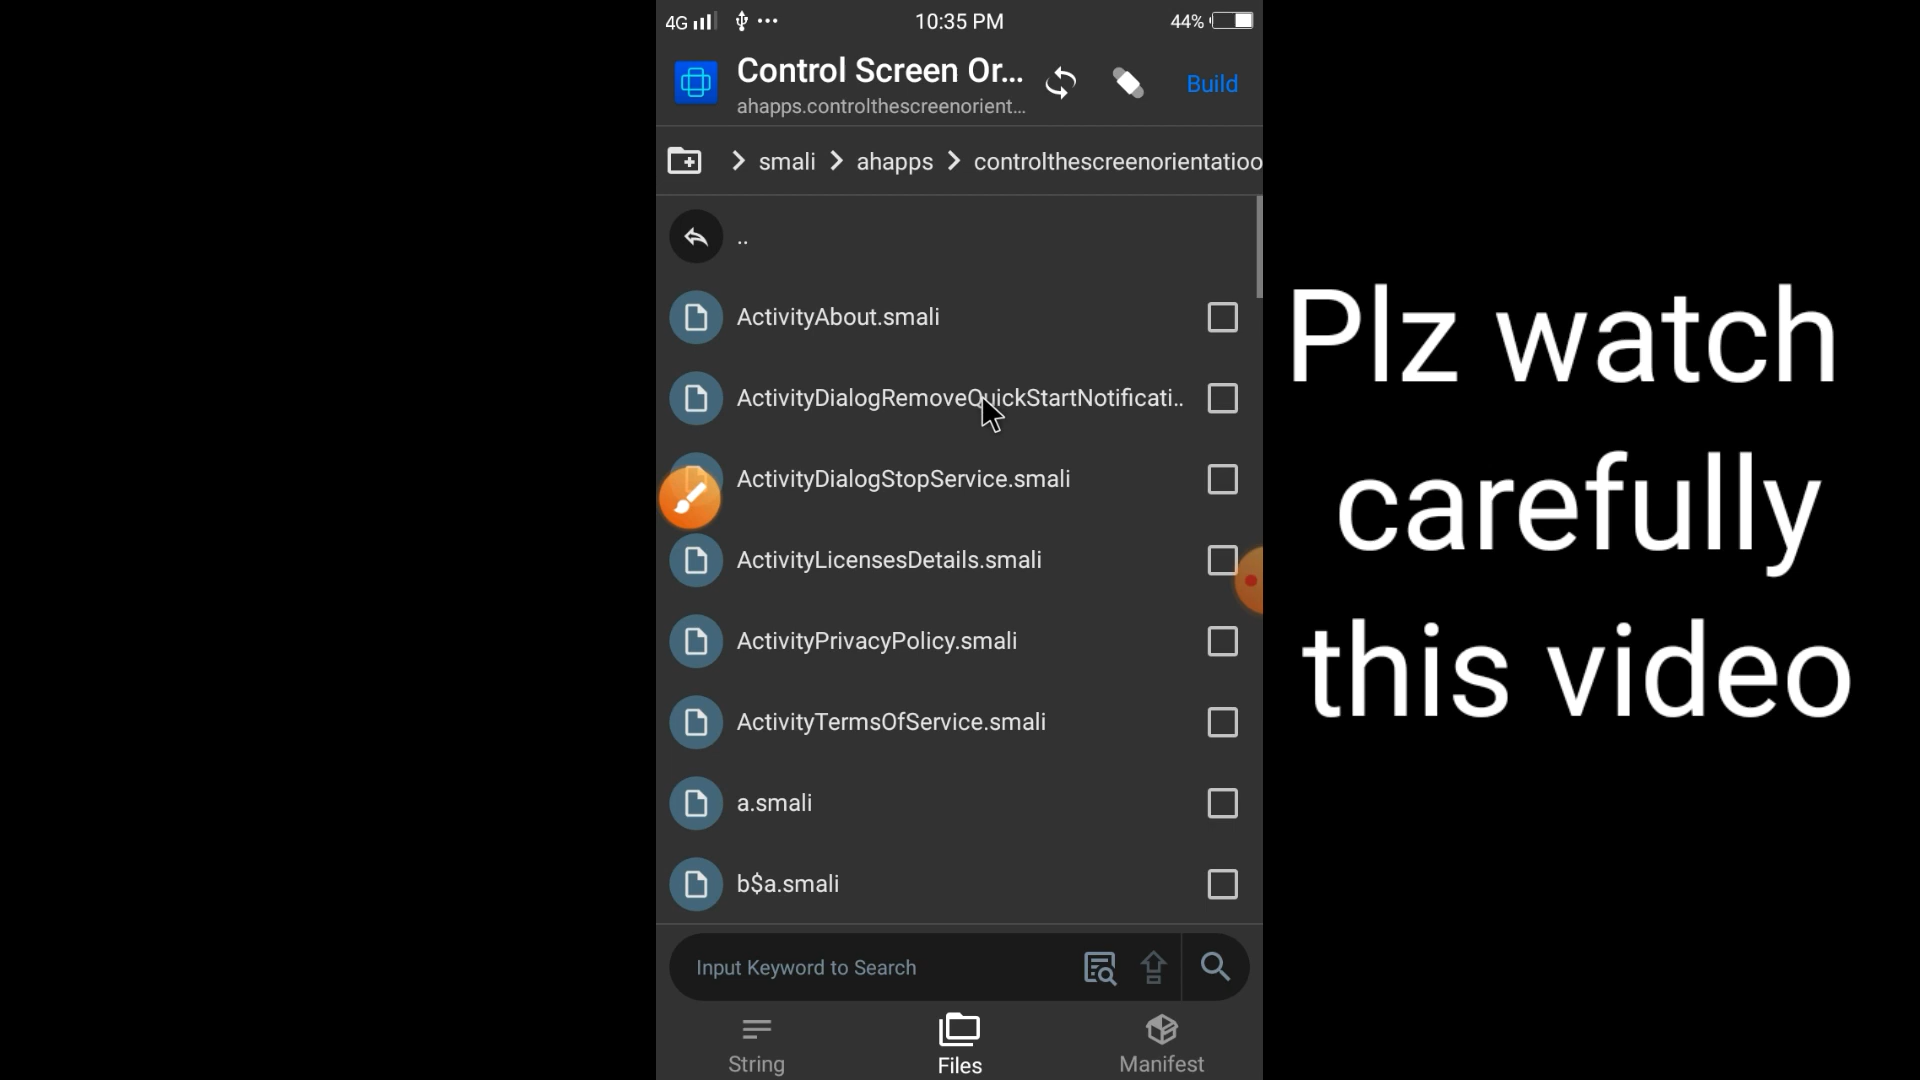 4G 10:35 PM 44%
Control Screen Or...
ahapps.controlthescreenorient...
Build
smali ahapps controlthescreenorientatioo
..
ActivityAbout.smali
ActivityDialogRemoveQuickStartNotificati..
ActivityDialogStopService.smali
ActivityLicensesDetails.smali
ActivityPrivacyPolicy.smali
ActivityTermsOfService.smali
a.smali
b$a.smali
Input Keyword to Search
String Files Manifest
Plz watch
carefully
this video